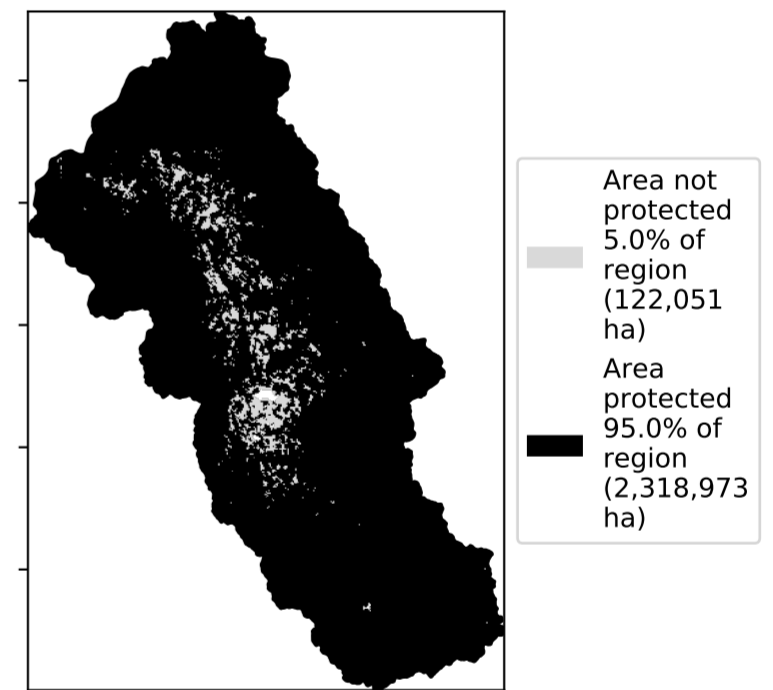 Area not
protected
5.0% of
region
(122,051
ha)
Area
protected
95.0% of
region
(2,318,973
ha)